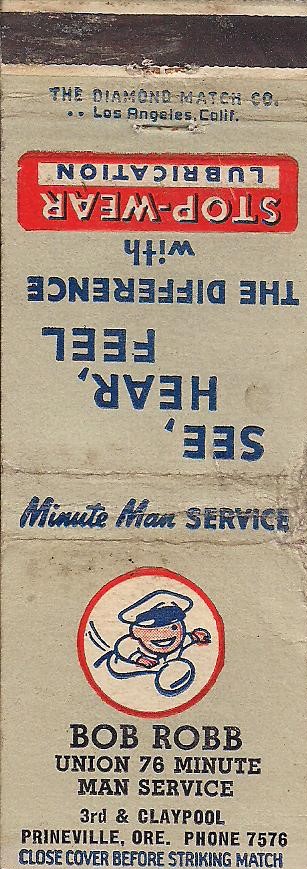 THE DIAMOND MATCH CO.
.. Los Angeles, Calif.
SEE,
HEAR,
FEEL
THE DIFFERENCE
with
STOP-WEAR
LUBRICATION
Minute Man SERVICE
BOB ROBB
UNION 76 MINUTE
MAN SERVICE
3rd & CLAYPOOL
PRINEVILLE, ORE. PHONE 7576
CLOSE COVER BEFORE STRIKING MATCH